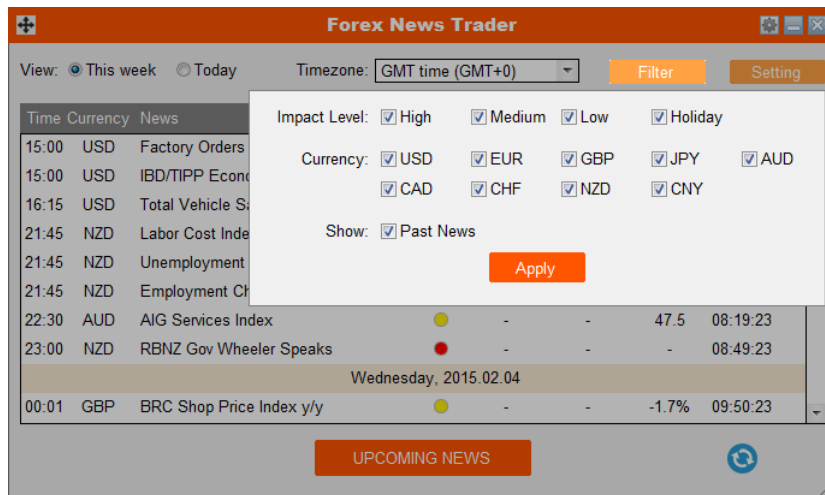 Forex News Trader
View: This week Today Timezone: GMT time (GMT+0) Filter Setting
Time Currency News
Impact Level: High Medium Low Holiday
Currency: USD EUR GBP JPY AUD
CAD CHF NZD CNY
Show: Past News
Apply
15:00 USD Factory Orders
15:00 USD IBD/TIPP
16:15 USD Total Vehicle
21:45 NZD Labor Cost
21:45 NZD Unemployment
21:45 NZD Employment
22:30 AUD AIG Services Index - - 47.5 08:19:23
23:00 NZD RBNZ Gov Wheeler Speaks - - - 08:49:23
Wednesday, 2015.02.04
00:01 GBP BRC Shop Price Index y/y - - -1.7% 09:50:23
UPCOMING NEWS